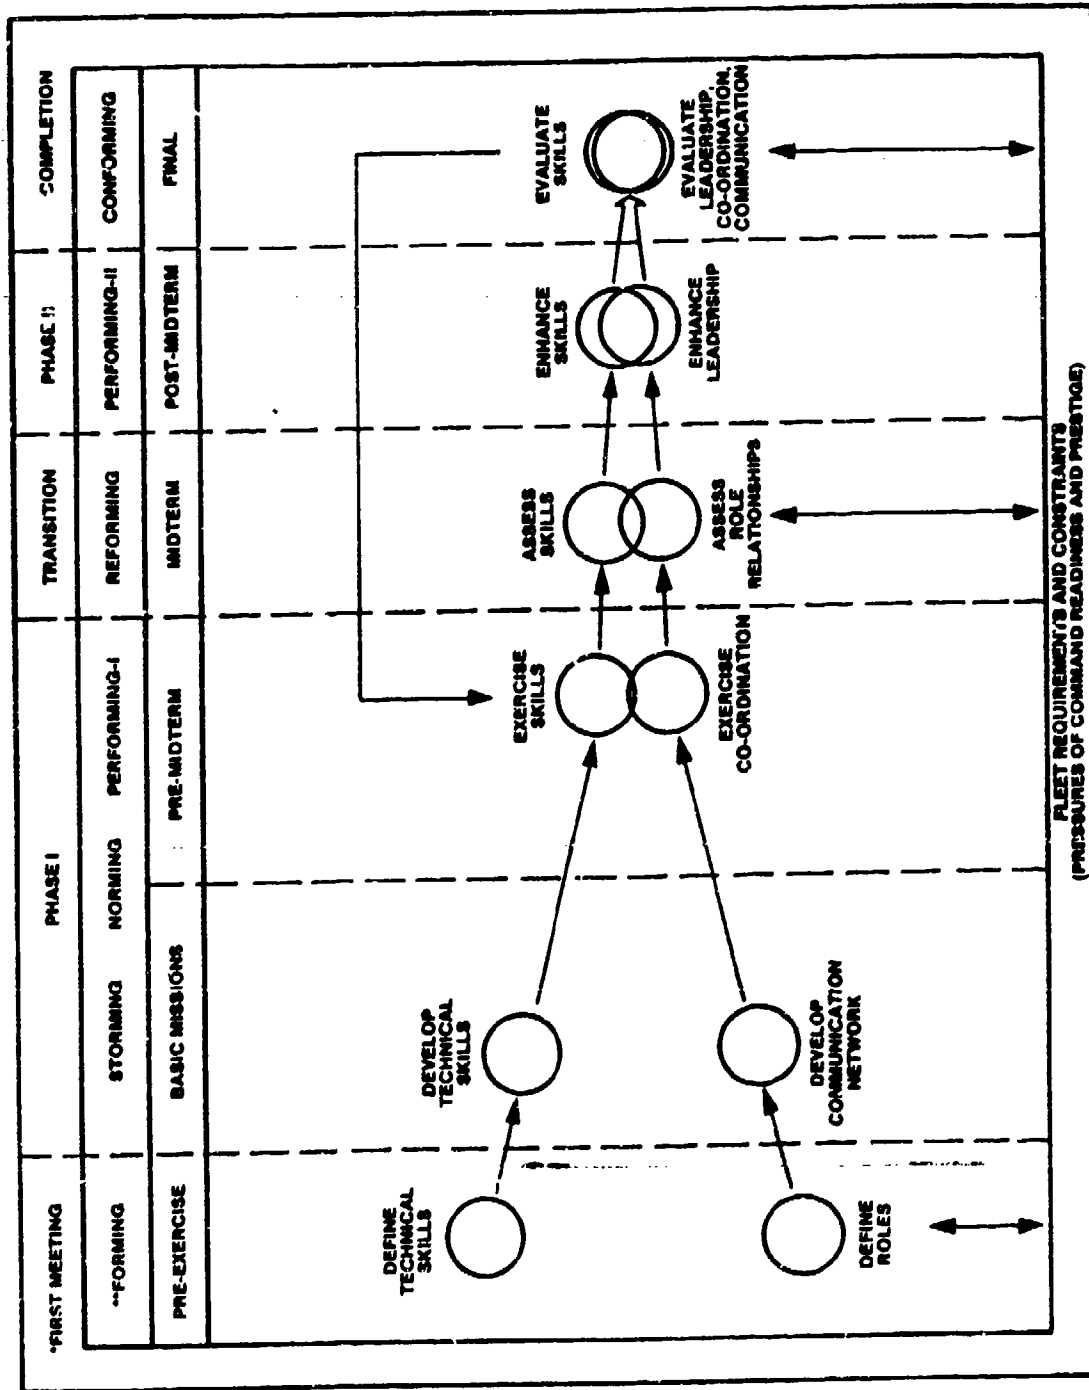 *FIRST MEETING
PHASE I
TRANSITION
PHASE II
COMPLETION
**FORMING
STORMING
NORMING
PERFORMING-I
REFORMING
PERFORMING-II
CONFORMING
PRE-EXERCISE
BASIC MISSIONS
PRE-MIDTERM
MIDTERM
POST-MIDTERM
FINAL
DEFINE
TECHNICAL
SKILLS
DEVELOP
TECHNICAL
SKILLS
EXERCISE
SKILLS
ASSESS
SKILLS
ENHANCE
SKILLS
EVALUATE
SKILLS
DEFINE
ROLES
DEVELOP
COMMUNICATION
NETWORK
EXERCISE
CO-ORDINATION
ASSESS
ROLE
RELATIONSHIPS
ENHANCE
LEADERSHIP
EVALUATE
LEADERSHIP,
CO-ORDINATION,
COMMUNICATION
FLEET REQUIREMENTS AND CONSTRAINTS
(PRESSURES OF COMMAND READINESS AND PRESTIGE)